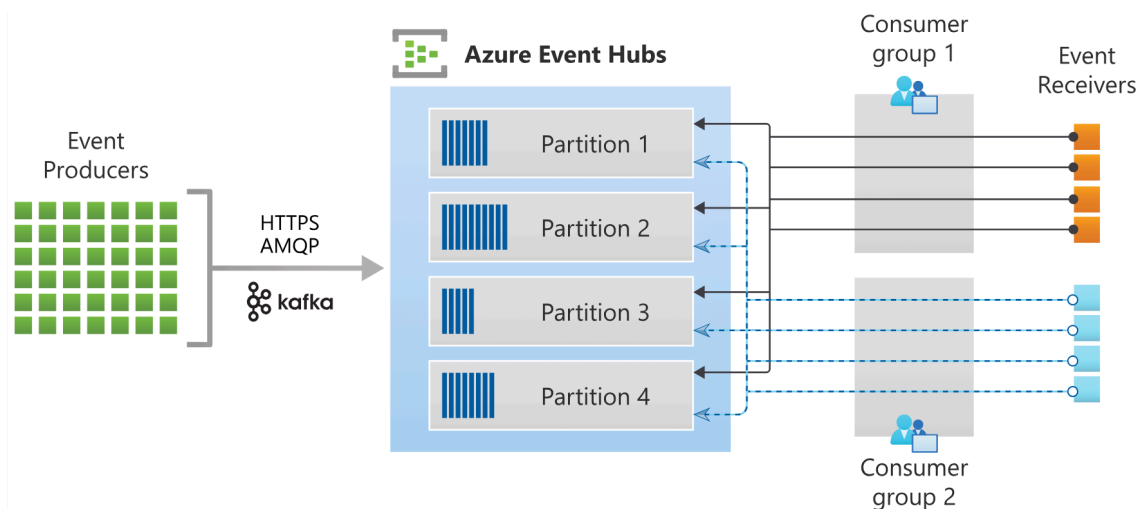 Event
Producers
HTTPS
AMQP
kafka
Azure Event Hubs
Partition 1
Partition 2
Partition 3
Partition 4
Consumer
group 1
Consumer
group 2
Event
Receivers